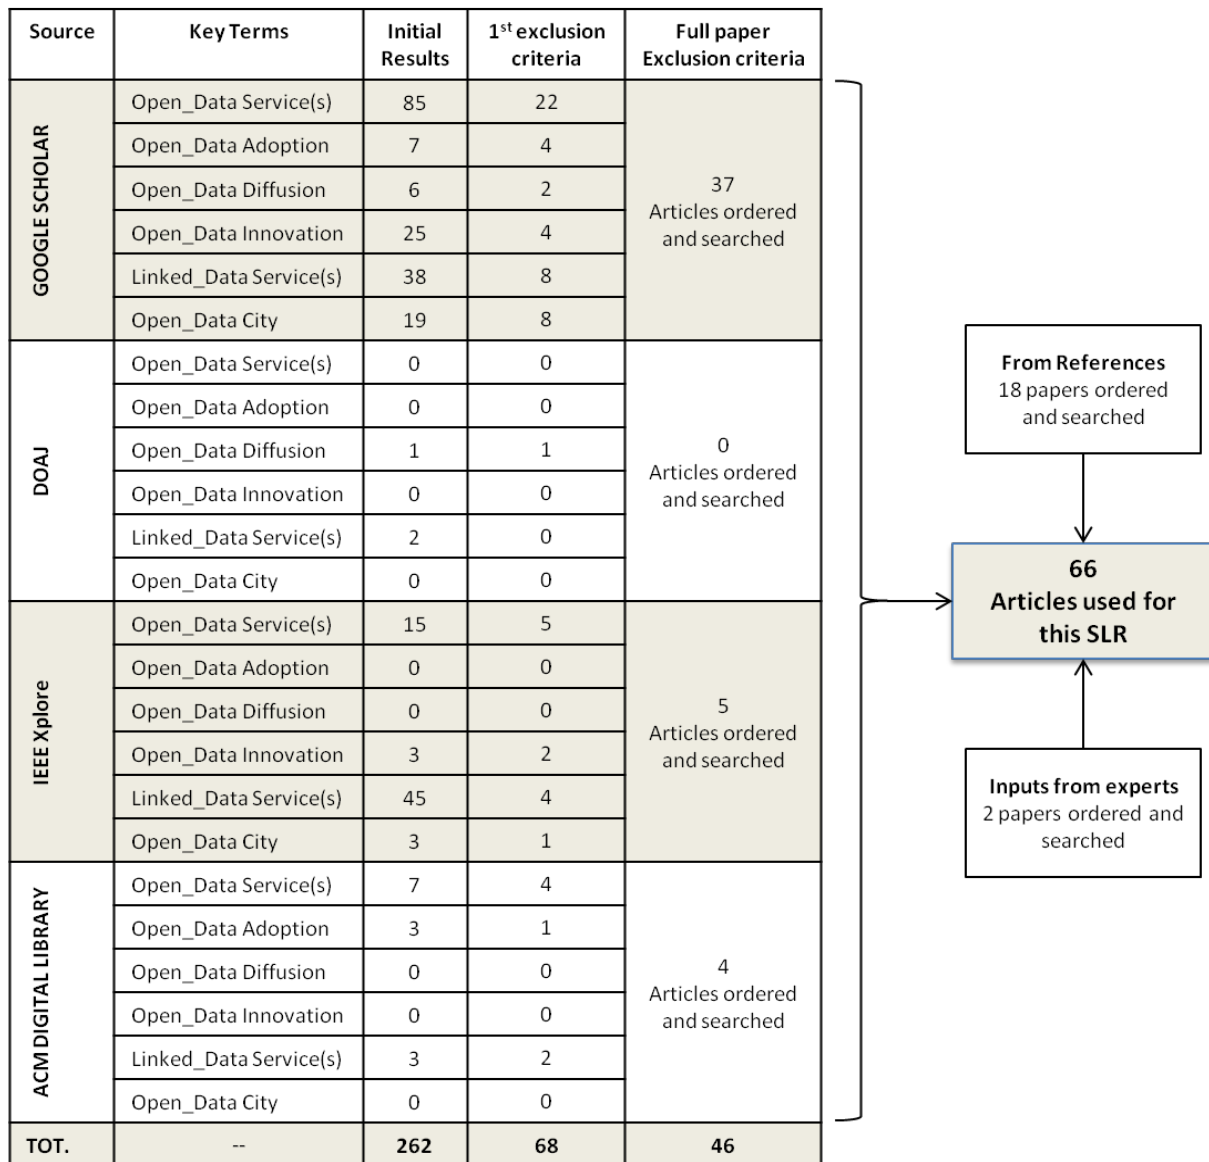 Source Key Terms Initial Results 1st exclusion criteria Full paper Exclusion criteria
GOOGLE SCHOLAR
Open_Data Service(s) 85 22
Open_Data Adoption 7 4
Open_Data Diffusion 6 2
Open_Data Innovation 25 4
Linked_Data Service(s) 38 8
Open_Data City 19 8
37
Articles ordered
and searched
DOAJ
Open_Data Service(s) 0 0
Open_Data Adoption 0 0
Open_Data Diffusion 1 1
Open_Data Innovation 0 0
Linked_Data Service(s) 2 0
Open_Data City 0 0
0
Articles ordered
and searched
IEEE Xplore
Open_Data Service(s) 15 5
Open_Data Adoption 0 0
Open_Data Diffusion 0 0
Open_Data Innovation 3 2
Linked_Data Service(s) 45 4
Open_Data City 3 1
5
Articles ordered
and searched
ACM DIGITAL LIBRARY
Open_Data Service(s) 7 4
Open_Data Adoption 3 1
Open_Data Diffusion 0 0
Open_Data Innovation 0 0
Linked_Data Service(s) 3 2
Open_Data City 0 0
4
Articles ordered
and searched
TOT. -- 262 68 46
From References
18 papers ordered
and searched
66
Articles used for
this SLR
Inputs from experts
2 papers ordered and
searched